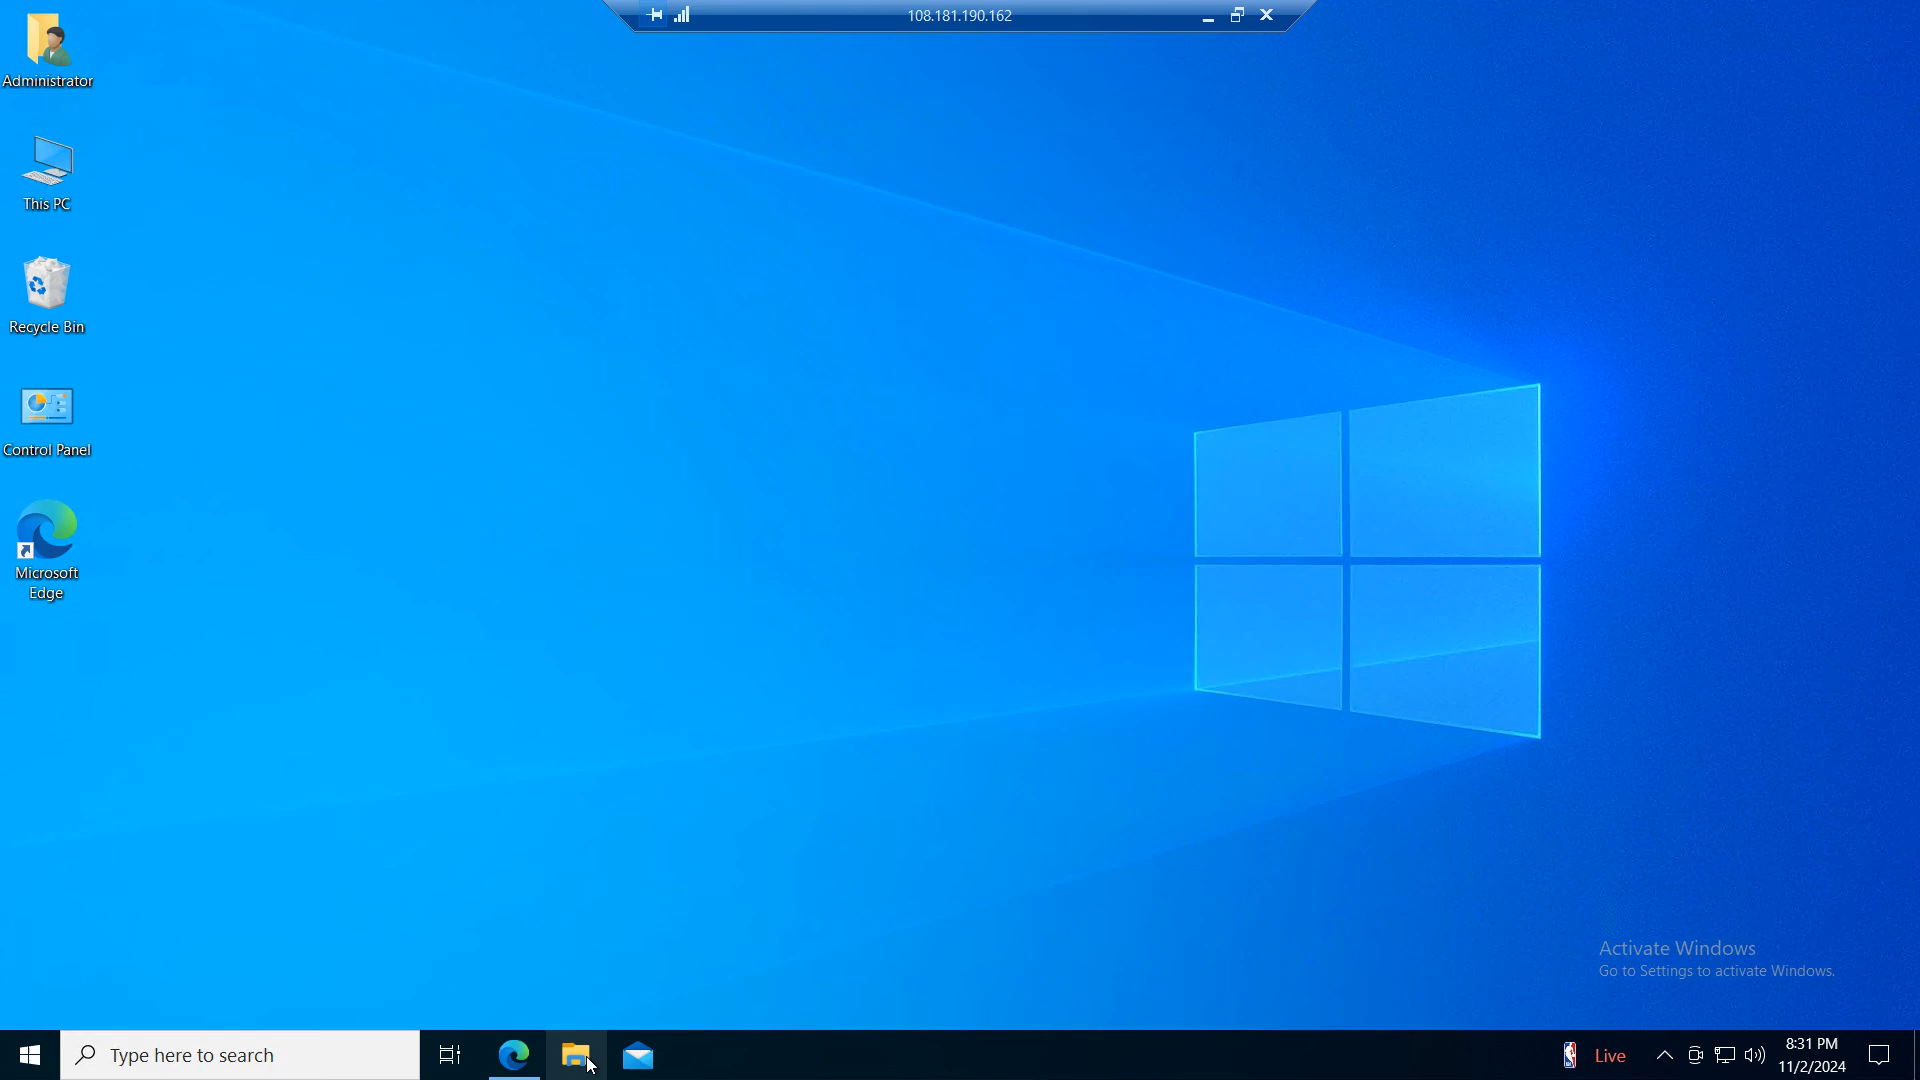 108.181.190.162
Administrator
This PC
Recycle Bin
Control Panel
Microsoft
Edge
Activate Windows
Go to Settings to activate Windows.
Type here to search
Live
8:31 PM
11/2/2024